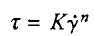 τ = Kγ̇ⁿ